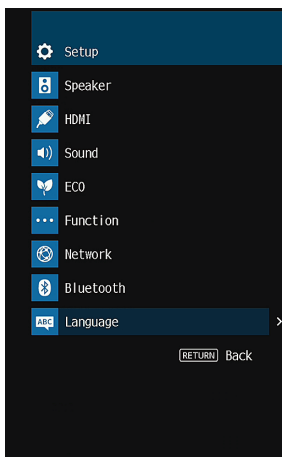 Setup
Speaker
HDMI
Sound
ECO
Function
Network
Bluetooth
ABC Language
RETURN Back